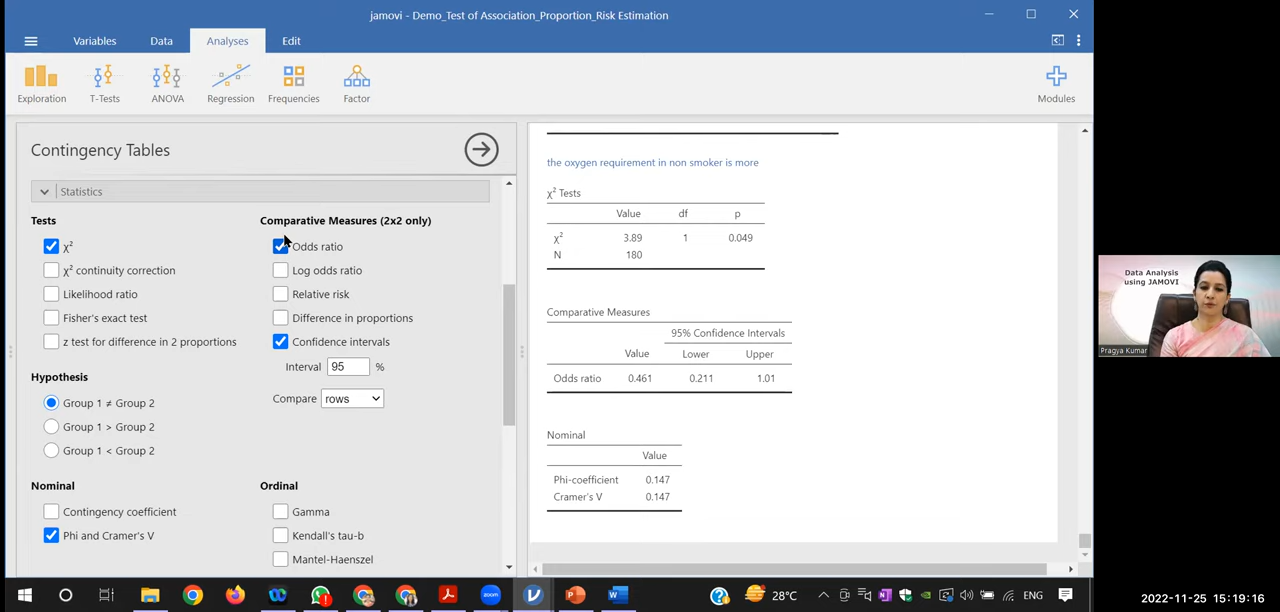 jamovi - Demo_Test of Association_Proportion_Risk Estimation
Variables Data Analyses Edit
Exploration T-Tests ANOVA Regression Frequencies Factor Modules
Contingency Tables
Statistics
Tests
χ²
χ² continuity correction
Likelihood ratio
Fisher's exact test
z test for difference in 2 proportions
Hypothesis
Group 1 ≠ Group 2
Group 1 > Group 2
Group 1 < Group 2
Nominal
Contingency coefficient
Phi and Cramer's V
Comparative Measures (2x2 only)
Odds ratio
Log odds ratio
Relative risk
Difference in proportions
Confidence intervals
Interval 95 %
Compare rows
Ordinal
Gamma
Kendall's tau-b
Mantel-Haenszel
the oxygen requirement in non smoker is more
χ² Tests
Value df p
χ² 3.89 1 0.049
N 180
Comparative Measures
95% Confidence Intervals
Value Lower Upper
Odds ratio 0.461 0.211 1.01
Nominal
Value
Phi-coefficient 0.147
Cramer's V 0.147
Data Analysis
using JAMOVI
Pragya Kumar
zoom
28°C
ENG
2022-11-25 15:19:16